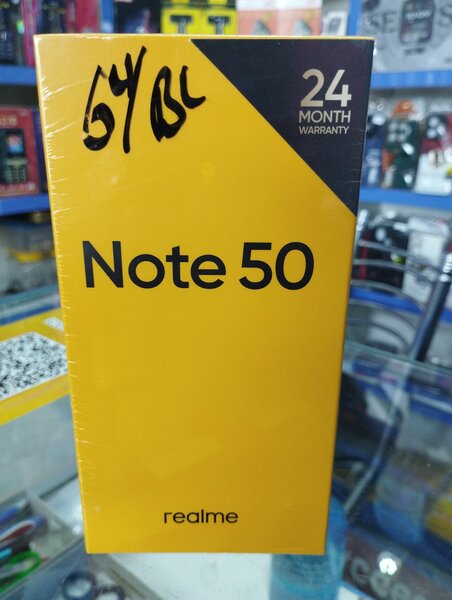 64/BL
24
MONTH
WARRANTY
Note 50
realme